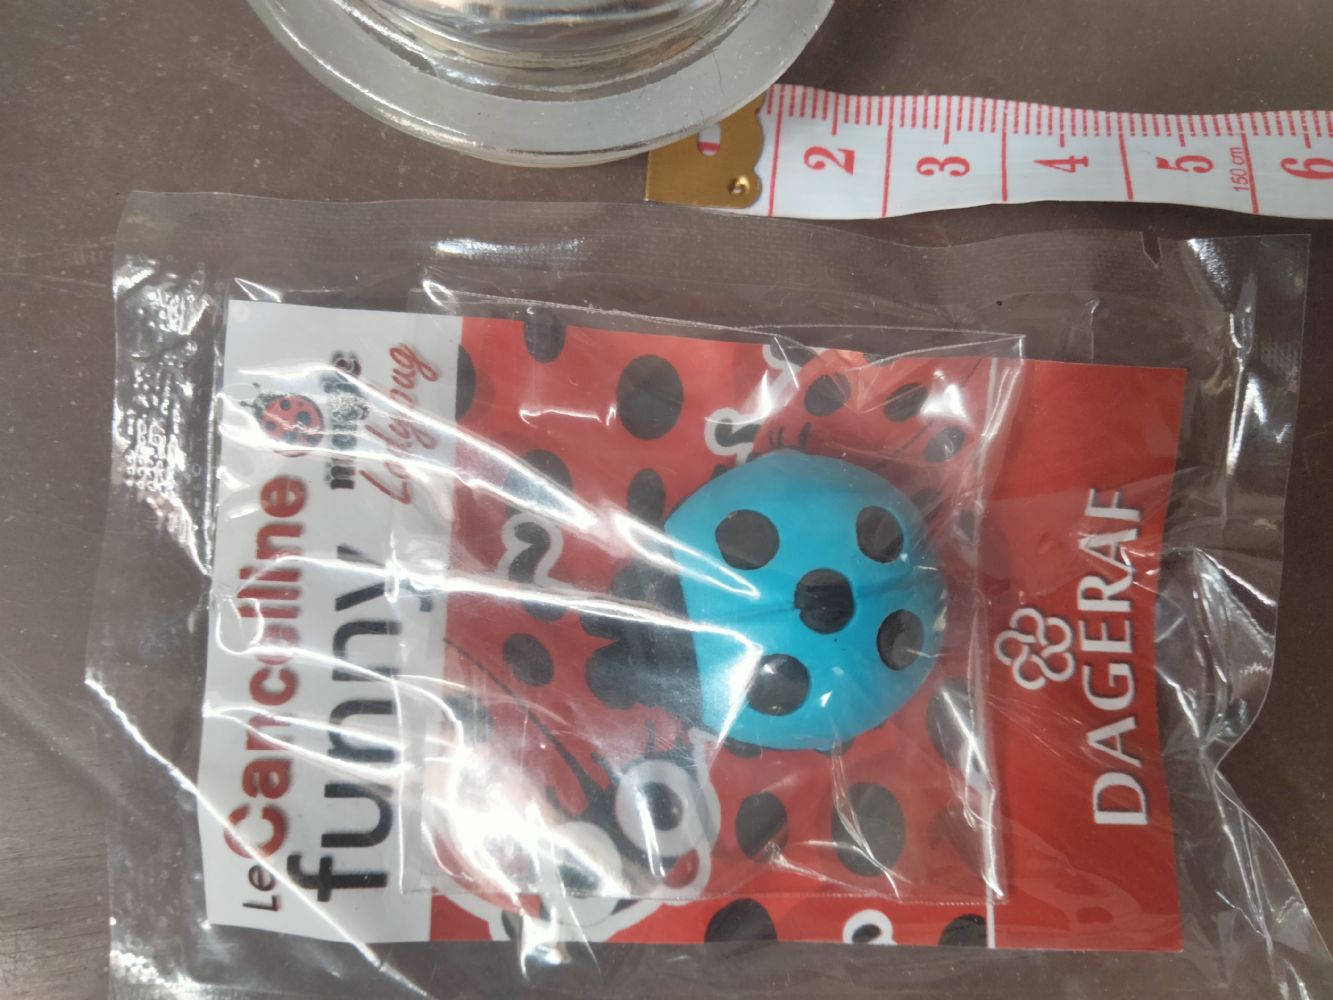 Le Cancelline
funny
magic
Ladybug
DAGERAF
2 3 4 5 6
150 cm